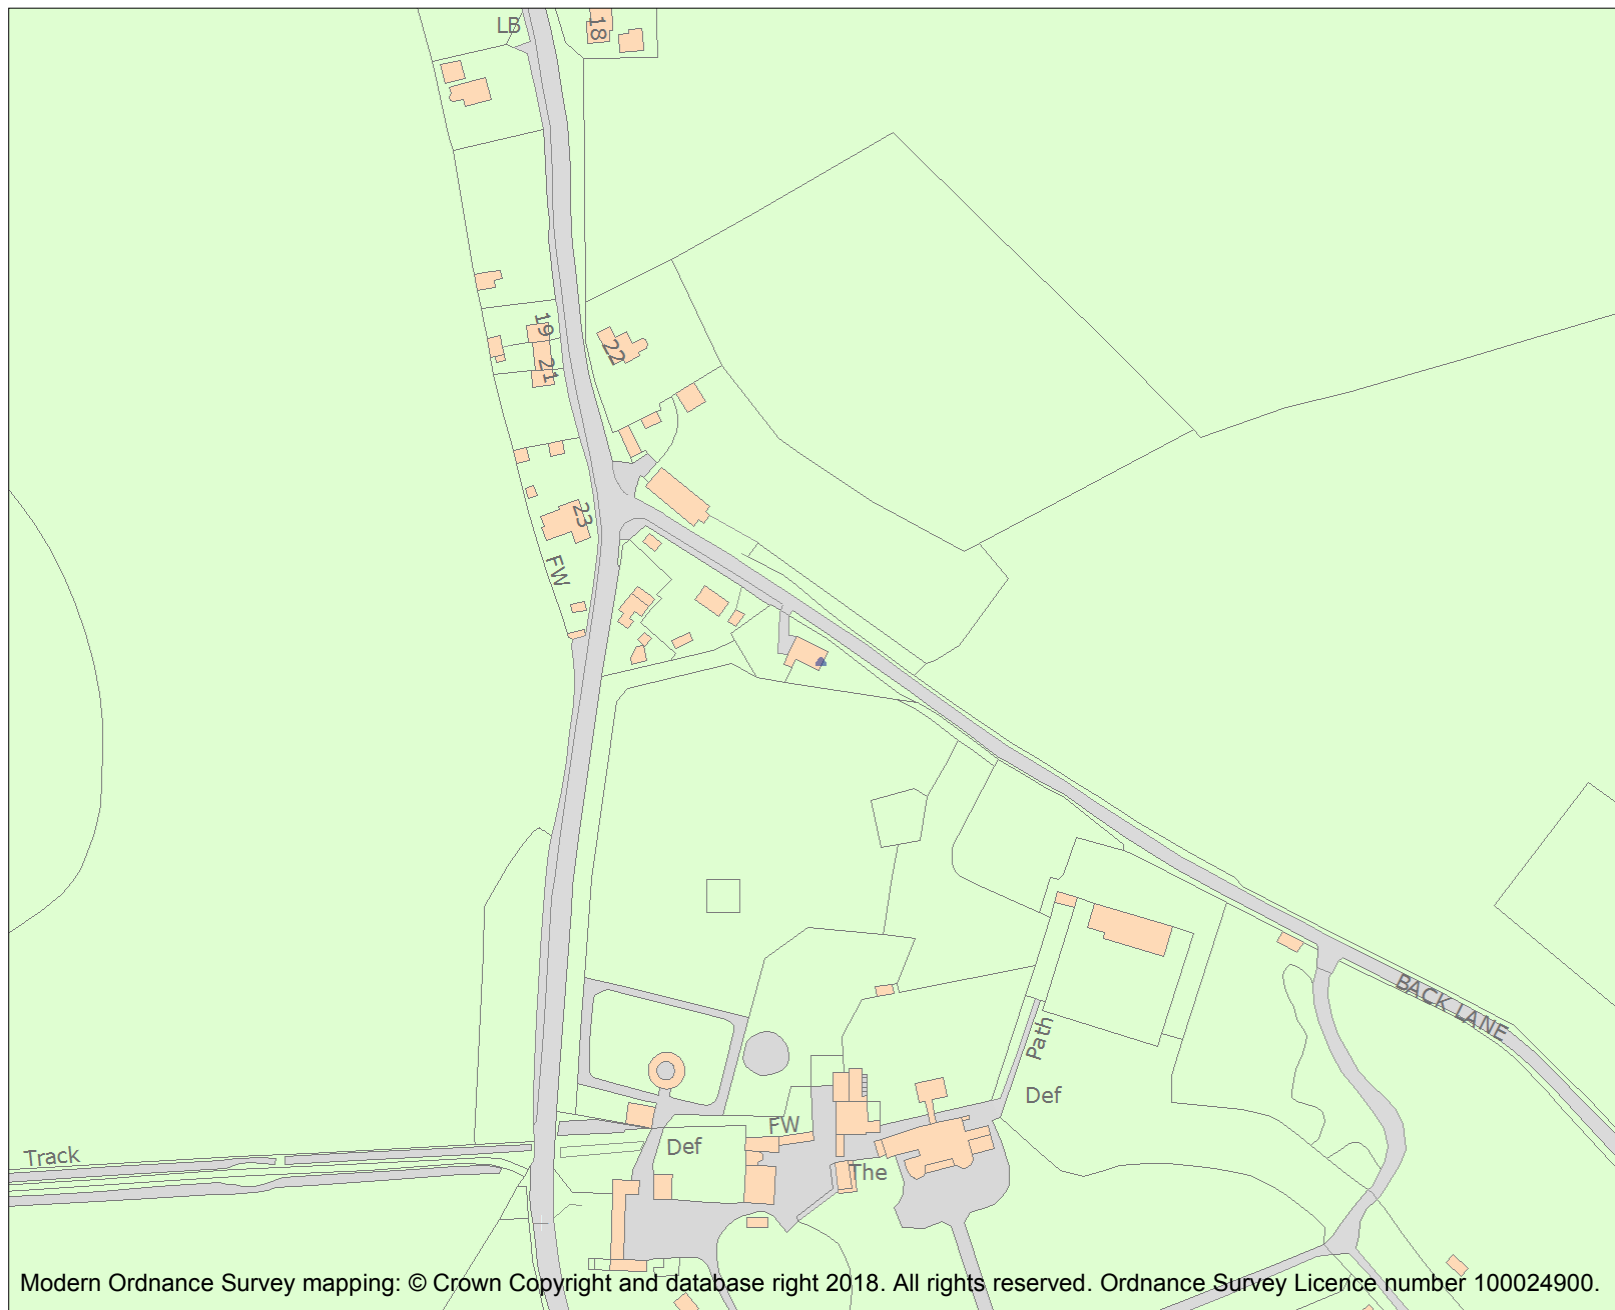 LB
18
19
21
22
23
FW
BACK LANE
Path
Def
FW
Def
Track
The
Modern Ordnance Survey mapping: © Crown Copyright and database right 2018. All rights reserved. Ordnance Survey Licence number 100024900.